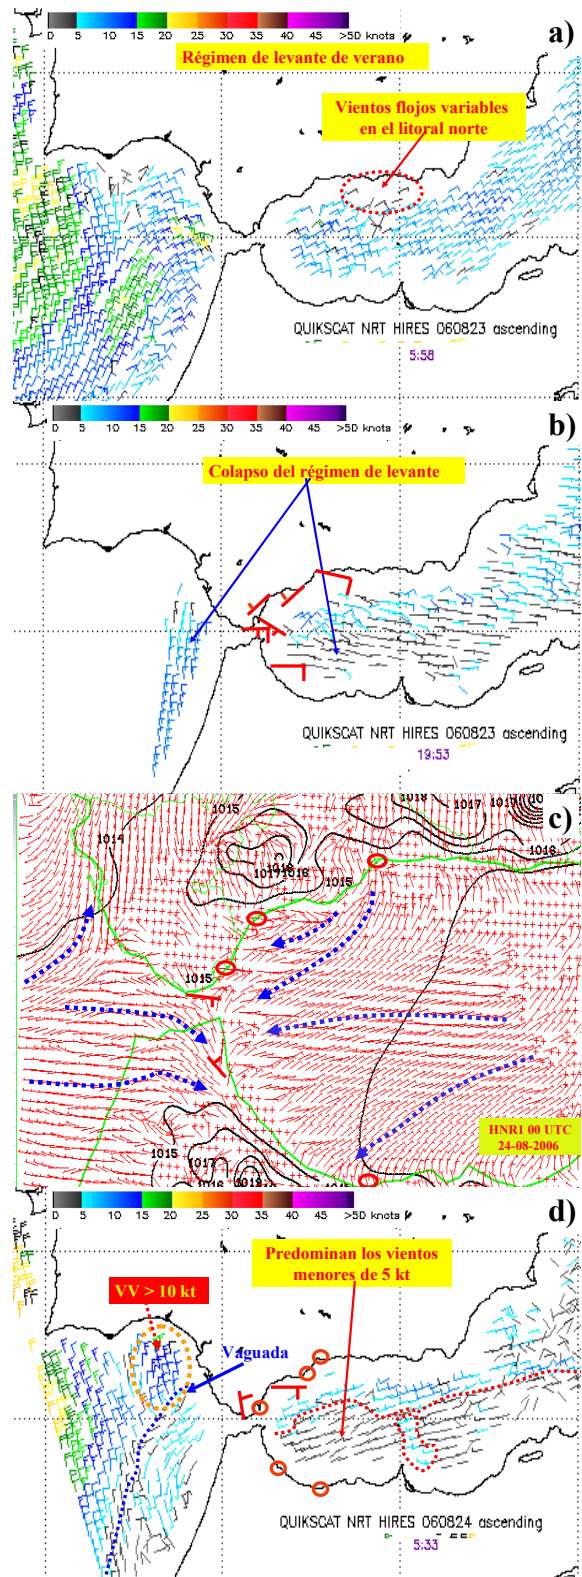 0 5 10 15 20 25 30 35 40 45 >50 knots
a)
Régimen de levante de verano
Vientos flojos variables
en el litoral norte
QUIKSCAT NRT HIRES 060823 ascending
5:58
0 5 10 15 20 25 30 35 40 45 >50 knots
b)
Colapso del régimen de levante
QUIKSCAT NRT HIRES 060823 ascending
19:53
c)
1014
1015
1016
1017
1015
1017
1016
1015
1015
HNR1 00 UTC
24-08-2006
1015
1016
1017
1016
0 5 10 15 20 25 30 35 40 45 >50 knots
d)
Predominan los vientos
menores de 5 kt
VV > 10 kt
Vaguada
QUIKSCAT NRT HIRES 060824 ascending
5:33